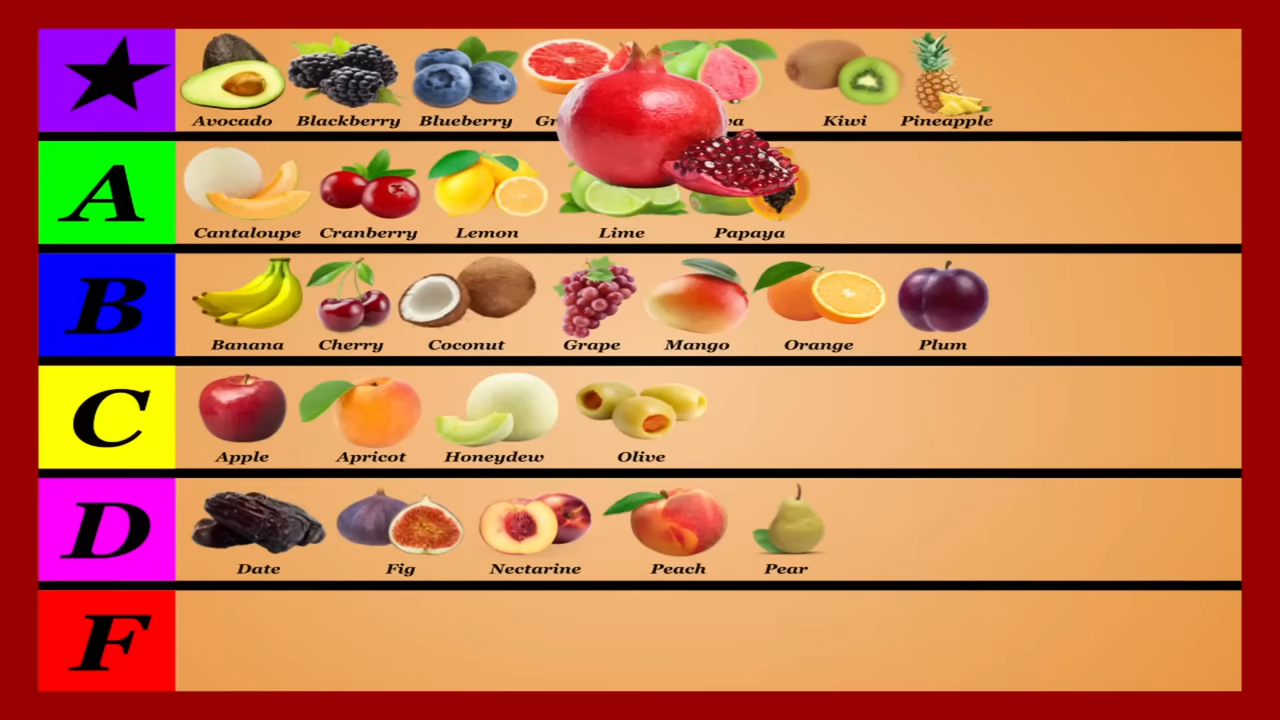 Avocado Blackberry Blueberry Kiwi Pineapple
A
Cantaloupe Cranberry Lemon Lime Papaya
B
Banana Cherry Coconut Grape Mango Orange Plum
C
Apple Apricot Honeydew Olive
D
Date Fig Nectarine Peach Pear
F